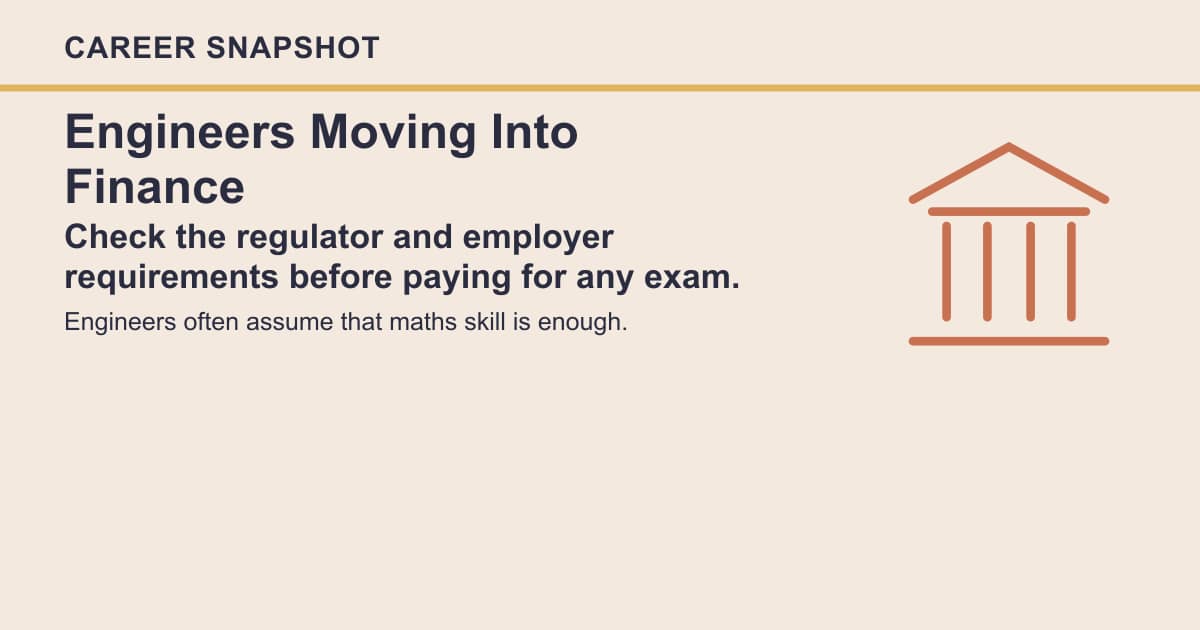 CAREER SNAPSHOT
Engineers Moving Into
Finance
Check the regulator and employer
requirements before paying for any exam.
Engineers often assume that maths skill is enough.